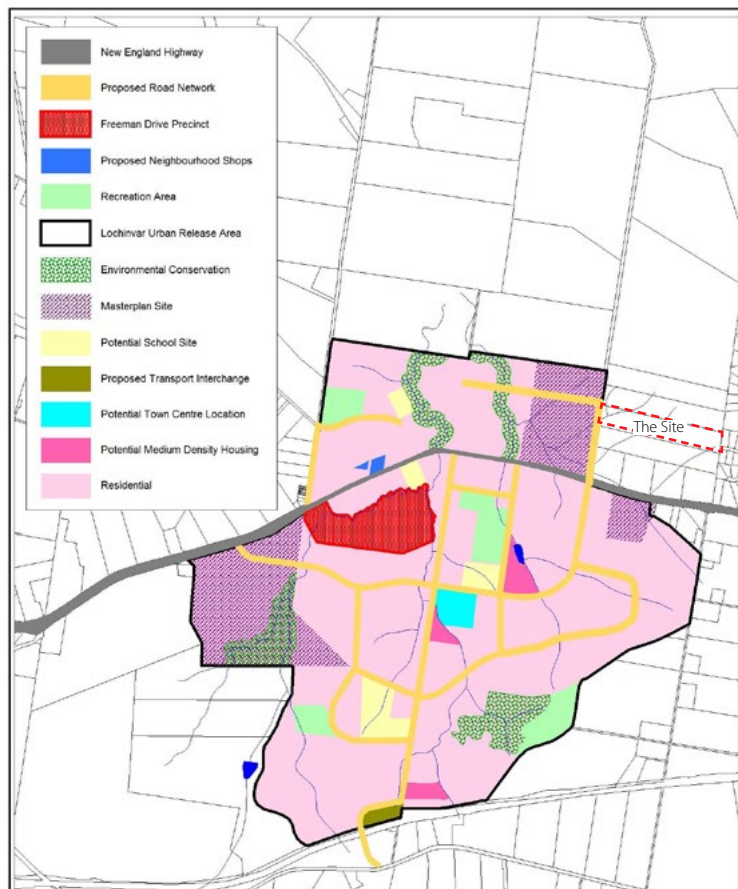 New England Highway
Proposed Road Network
Freeman Drive Precinct
Proposed Neighbourhood Shops
Recreation Area
Lochinvar Urban Release Area
Environmental Conservation
Masterplan Site
Potential School Site
Proposed Transport Interchange
Potential Town Centre Location
Potential Medium Density Housing
Residential
The Site